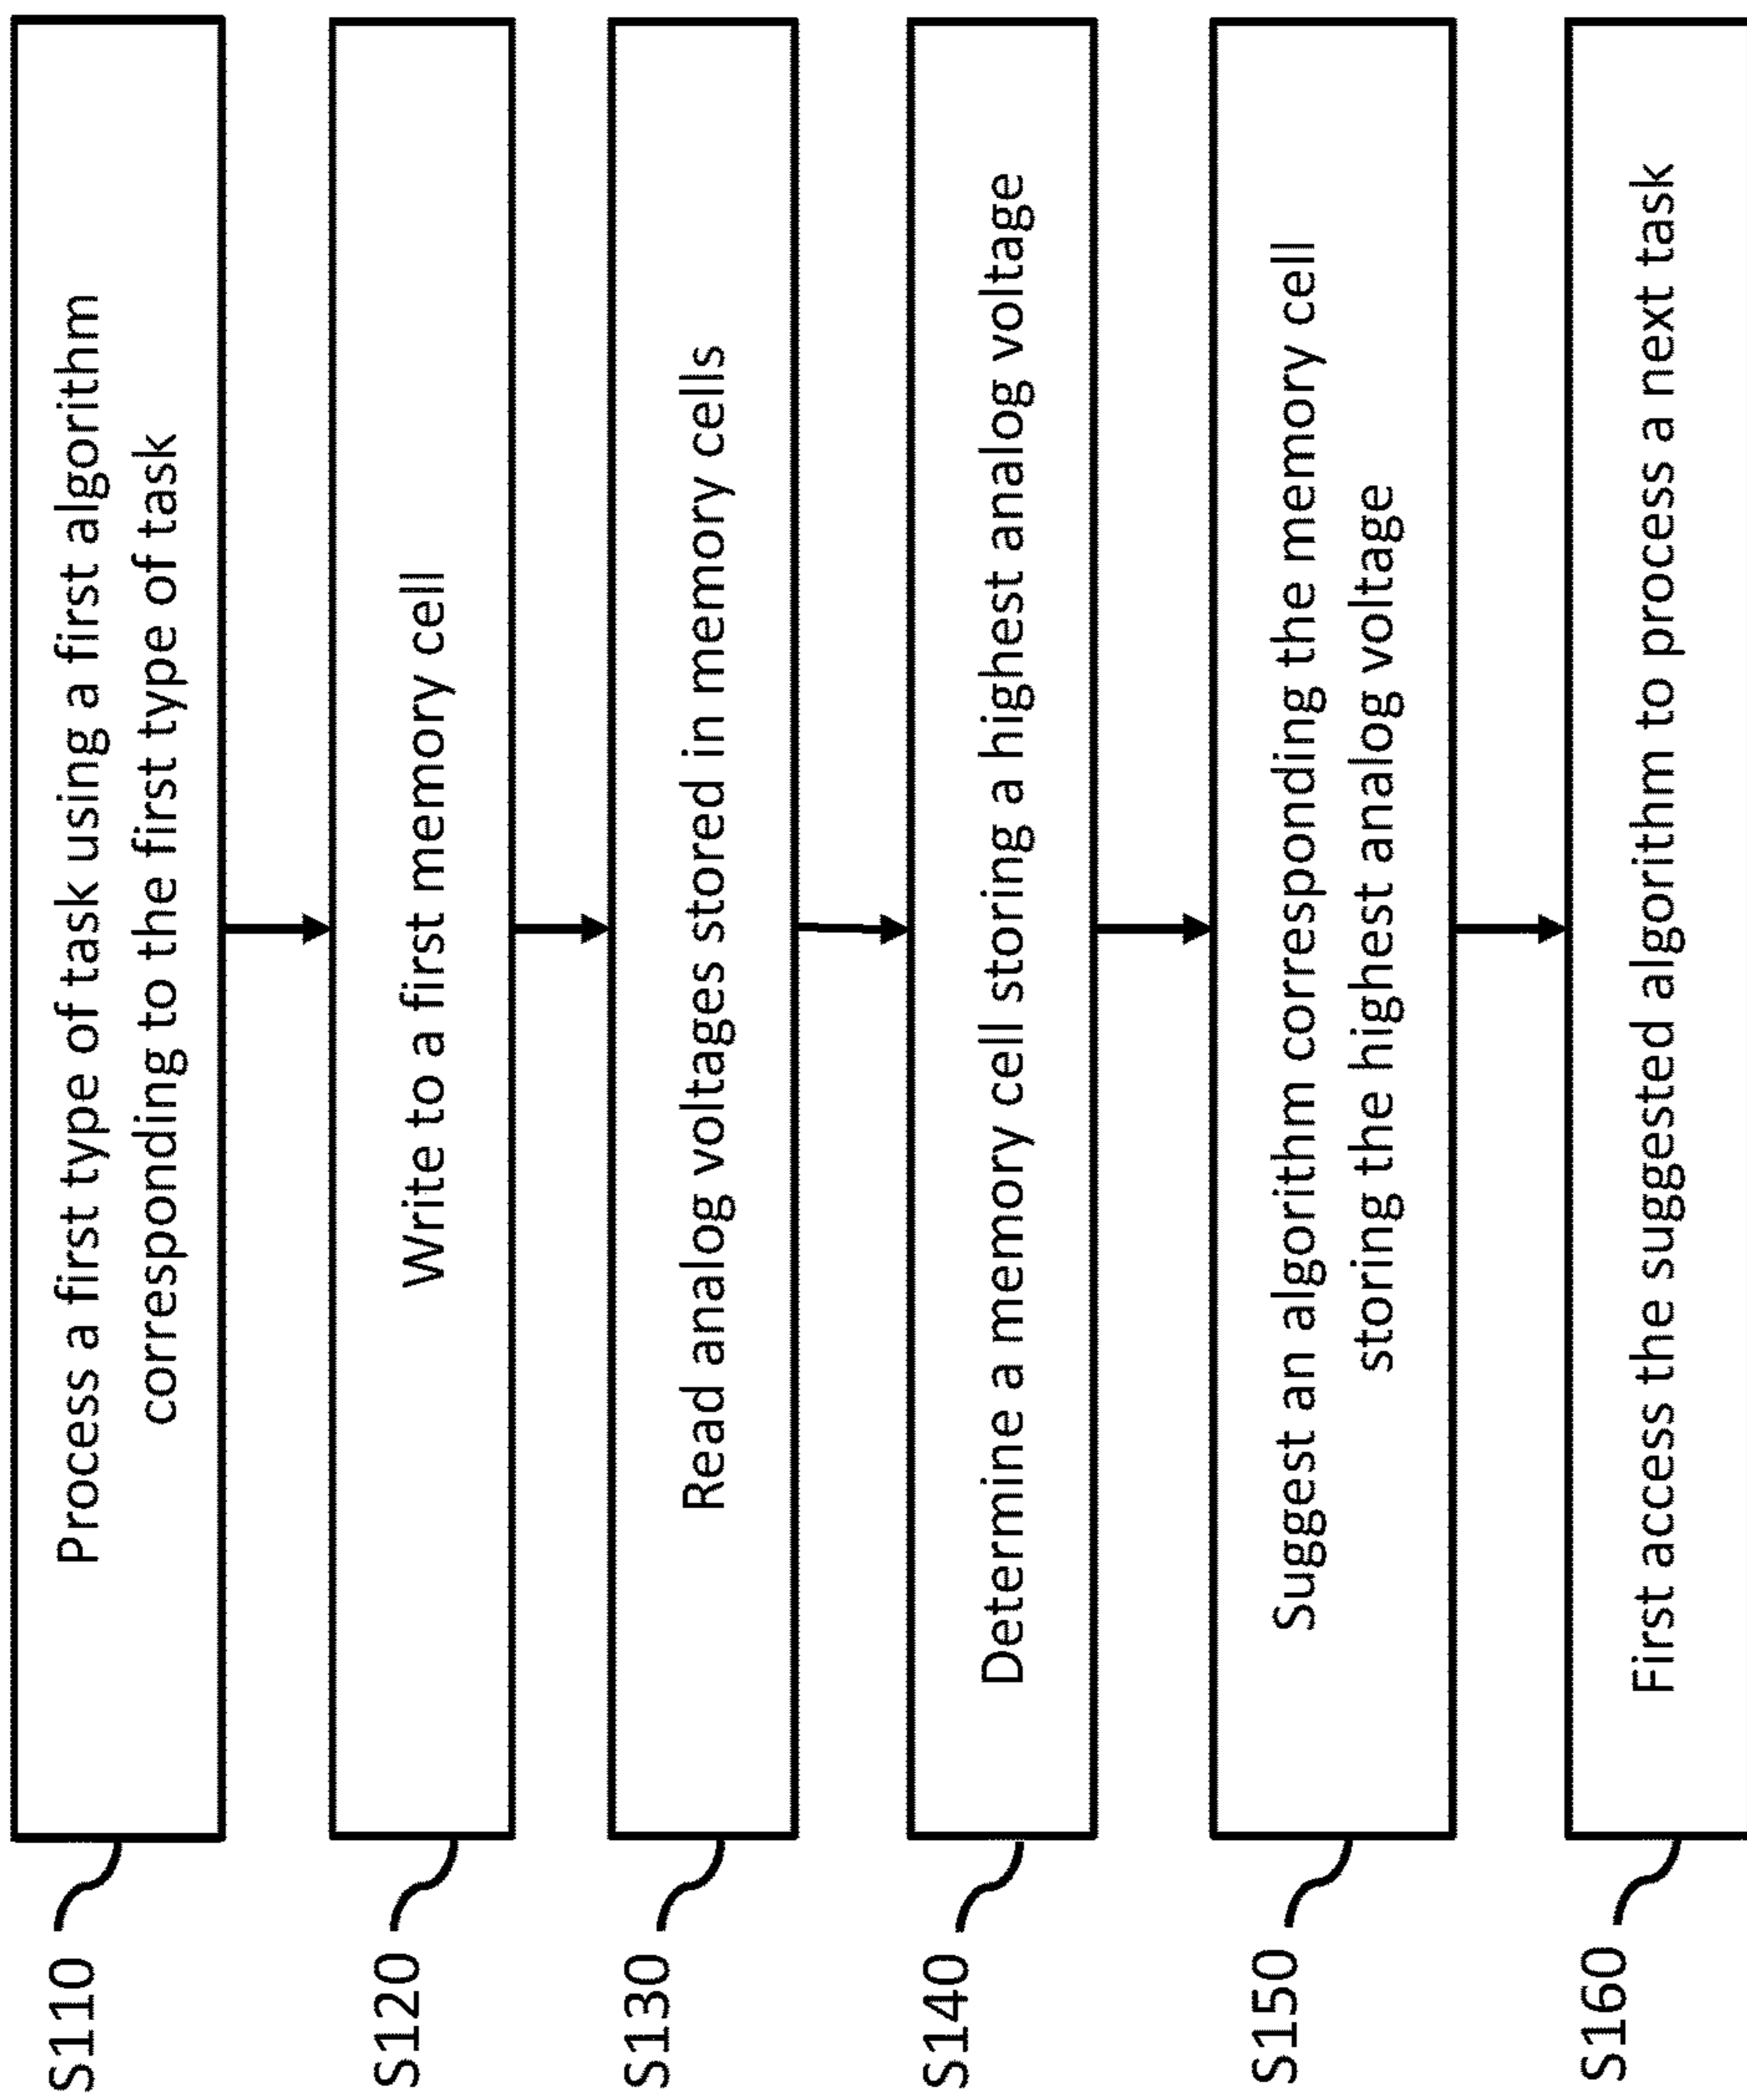 S110
Process a first type of task using a first algorithm
corresponding to the first type of task
S120
Write to a first memory cell
S130
Read analog voltages stored in memory cells
S140
Determine a memory cell storing a highest analog voltage
S150
Suggest an algorithm corresponding the memory cell
storing the highest analog voltage
S160
First access the suggested algorithm to process a next task